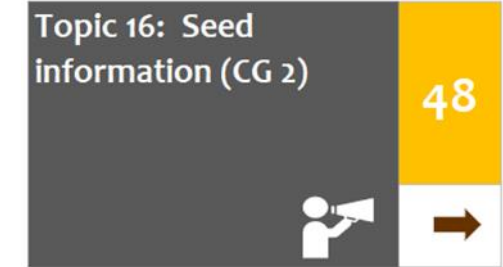 Topic 16: Seed
information (CG 2)
48